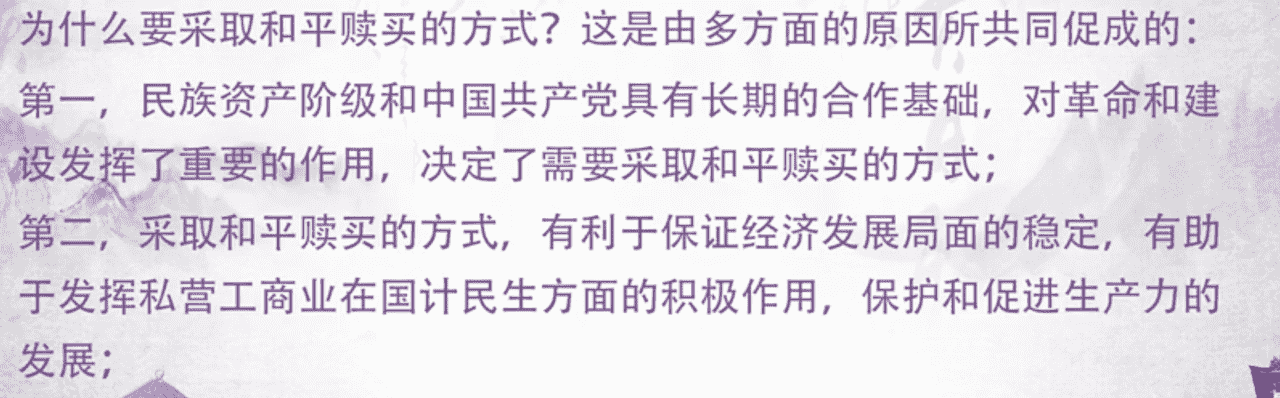 为什么要采取和平赎买的方式？这是由多方面的原因所共同促成的：
第一，民族资产阶级和中国共产党具有长期的合作基础，对革命和建
设发挥了重要的作用，决定了需要采取和平赎买的方式；
第二，采取和平赎买的方式，有利于保证经济发展局面的稳定，有助
于发挥私营工商业在国计民生方面的积极作用，保护和促进生产力的
发展；